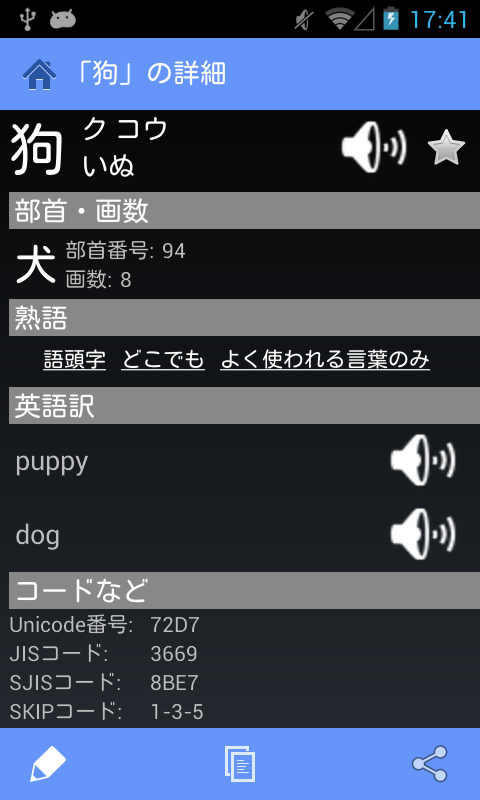 17:41
「狗」の詳細
狗 ク コウ
いぬ
部首・画数
犬 部首番号: 94
画数: 8
熟語
語頭字 どこでも よく使われる言葉のみ
英語訳
puppy
dog
コードなど
Unicode番号: 72D7
JISコード: 3669
SJISコード: 8BE7
SKIPコード: 1-3-5